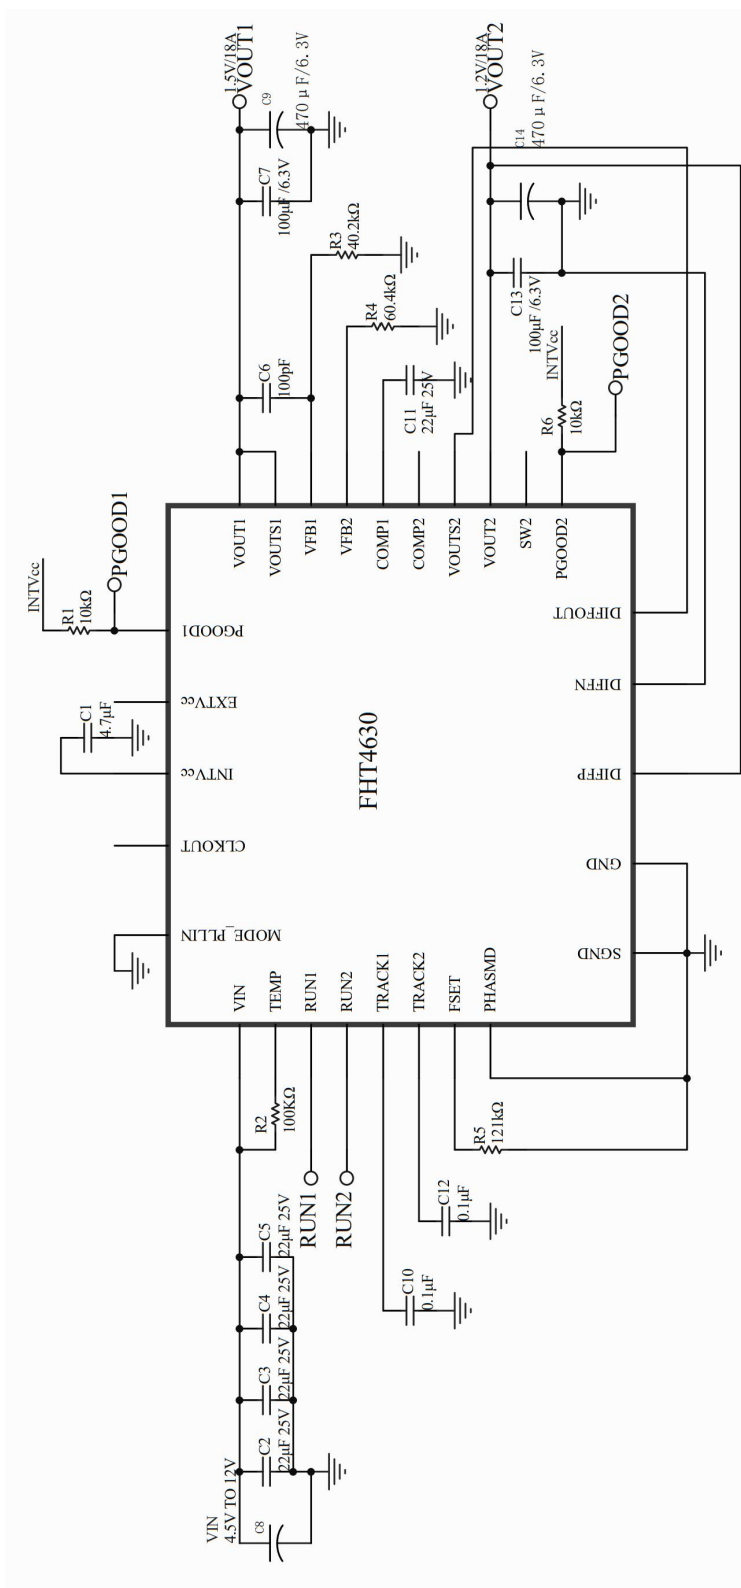 1.5V/18A
VOUT1
C9
470μF/6.3V
C7
100μF/6.3V
C6
100pF
R3
40.2kΩ
R4
60.4kΩ
C11
22μF 25V
1.2V/18A
VOUT2
C14
470μF/6.3V
C13
100μF/6.3V
INTVcc
R6
10kΩ
PGOOD2
INTVcc
R1
10kΩ
PGOOD1
C1
4.7μF
VOUT1
VOUTS1
VFB1
VFB2
COMP1
COMP2
VOUTS2
VOUT2
SW2
PGOOD2
PGOOD1
EXTVcc
INTVcc
CLKOUT
MODE_PLLIN
FHT4630
DIFFOUT
DIFFN
DIFFP
GND
SGND
VIN
TEMP
RUN1
RUN2
TRACK1
TRACK2
FSET
PHASMD
R2
100KΩ
RUN1
RUN2
R5
121kΩ
C12
0.1μF
C10
0.1μF
C5
22μF 25V
C4
22μF 25V
C3
22μF 25V
C2
22μF 25V
VIN
4.5V TO 12V
C8